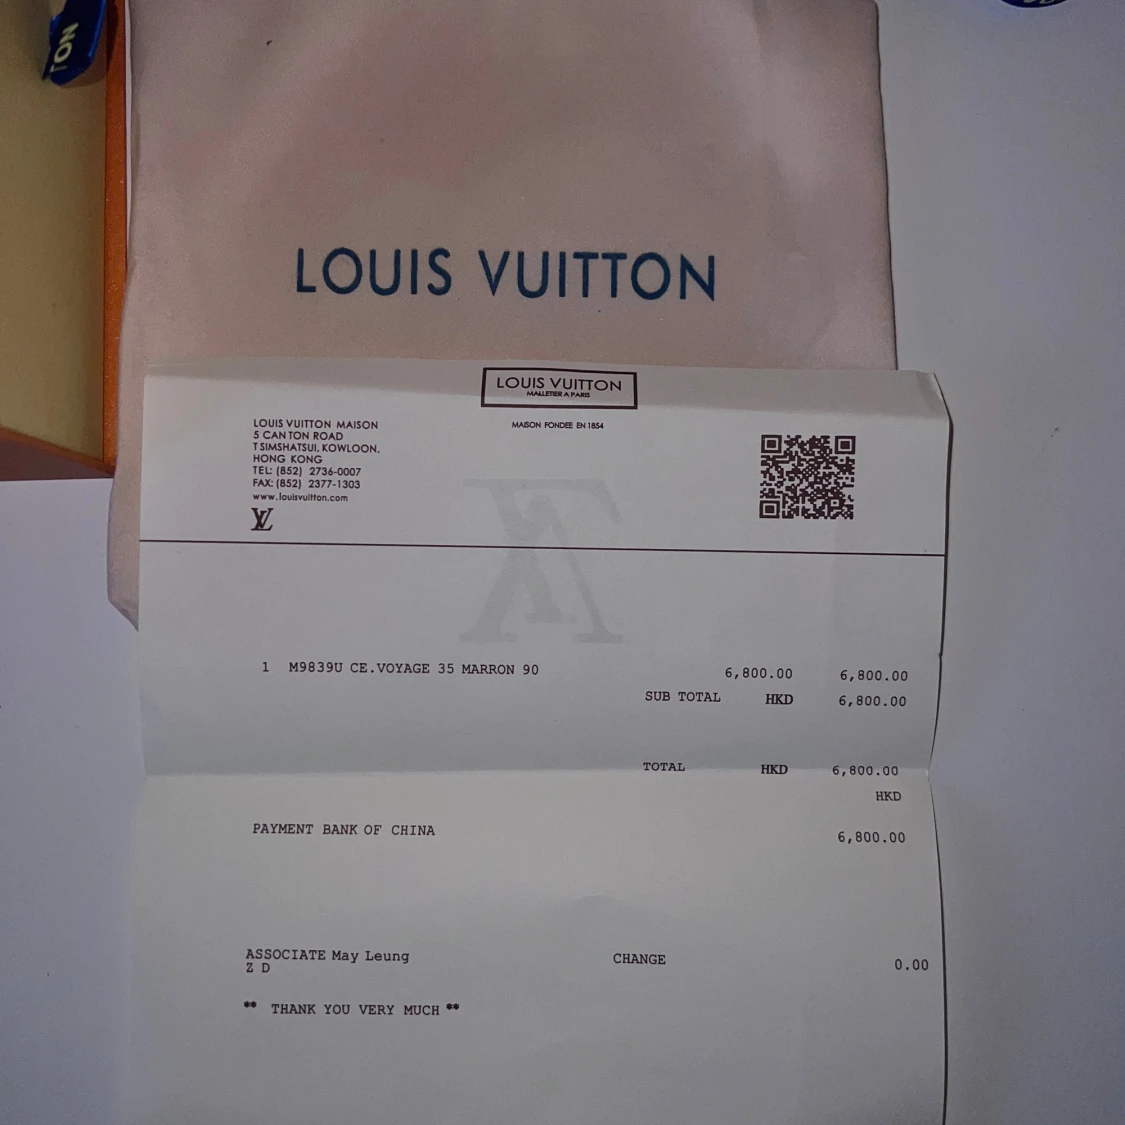 TON
LOUIS VUITTON
LOUIS VUITTON
MALLETIER A PARIS
MAISON FONDEE EN 1854
LOUIS VUITTON MAISON
5 CANTON ROAD
TSIMSHATSUI, KOWLOON,
HONG KONG
TEL: (852) 2736-0007
FAX: (852) 2377-1303
www.louisvuitton.com
LV
1 M9839U CE.VOYAGE 35 MARRON 90 6,800.00 6,800.00
SUB TOTAL HKD 6,800.00
TOTAL HKD 6,800.00
HKD
PAYMENT BANK OF CHINA 6,800.00
ASSOCIATE May Leung CHANGE 0.00
Z D
** THANK YOU VERY MUCH **